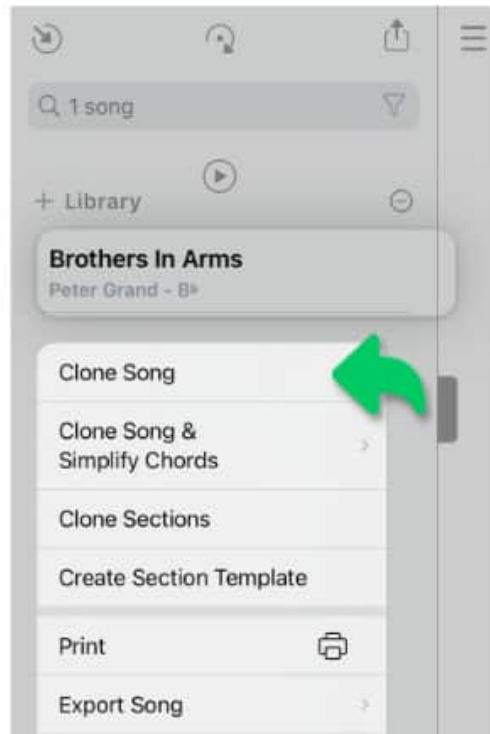 1 song
+ Library
Brothers In Arms
Peter Grand - B♭
Clone Song
Clone Song &
Simplify Chords
Clone Sections
Create Section Template
Print
Export Song